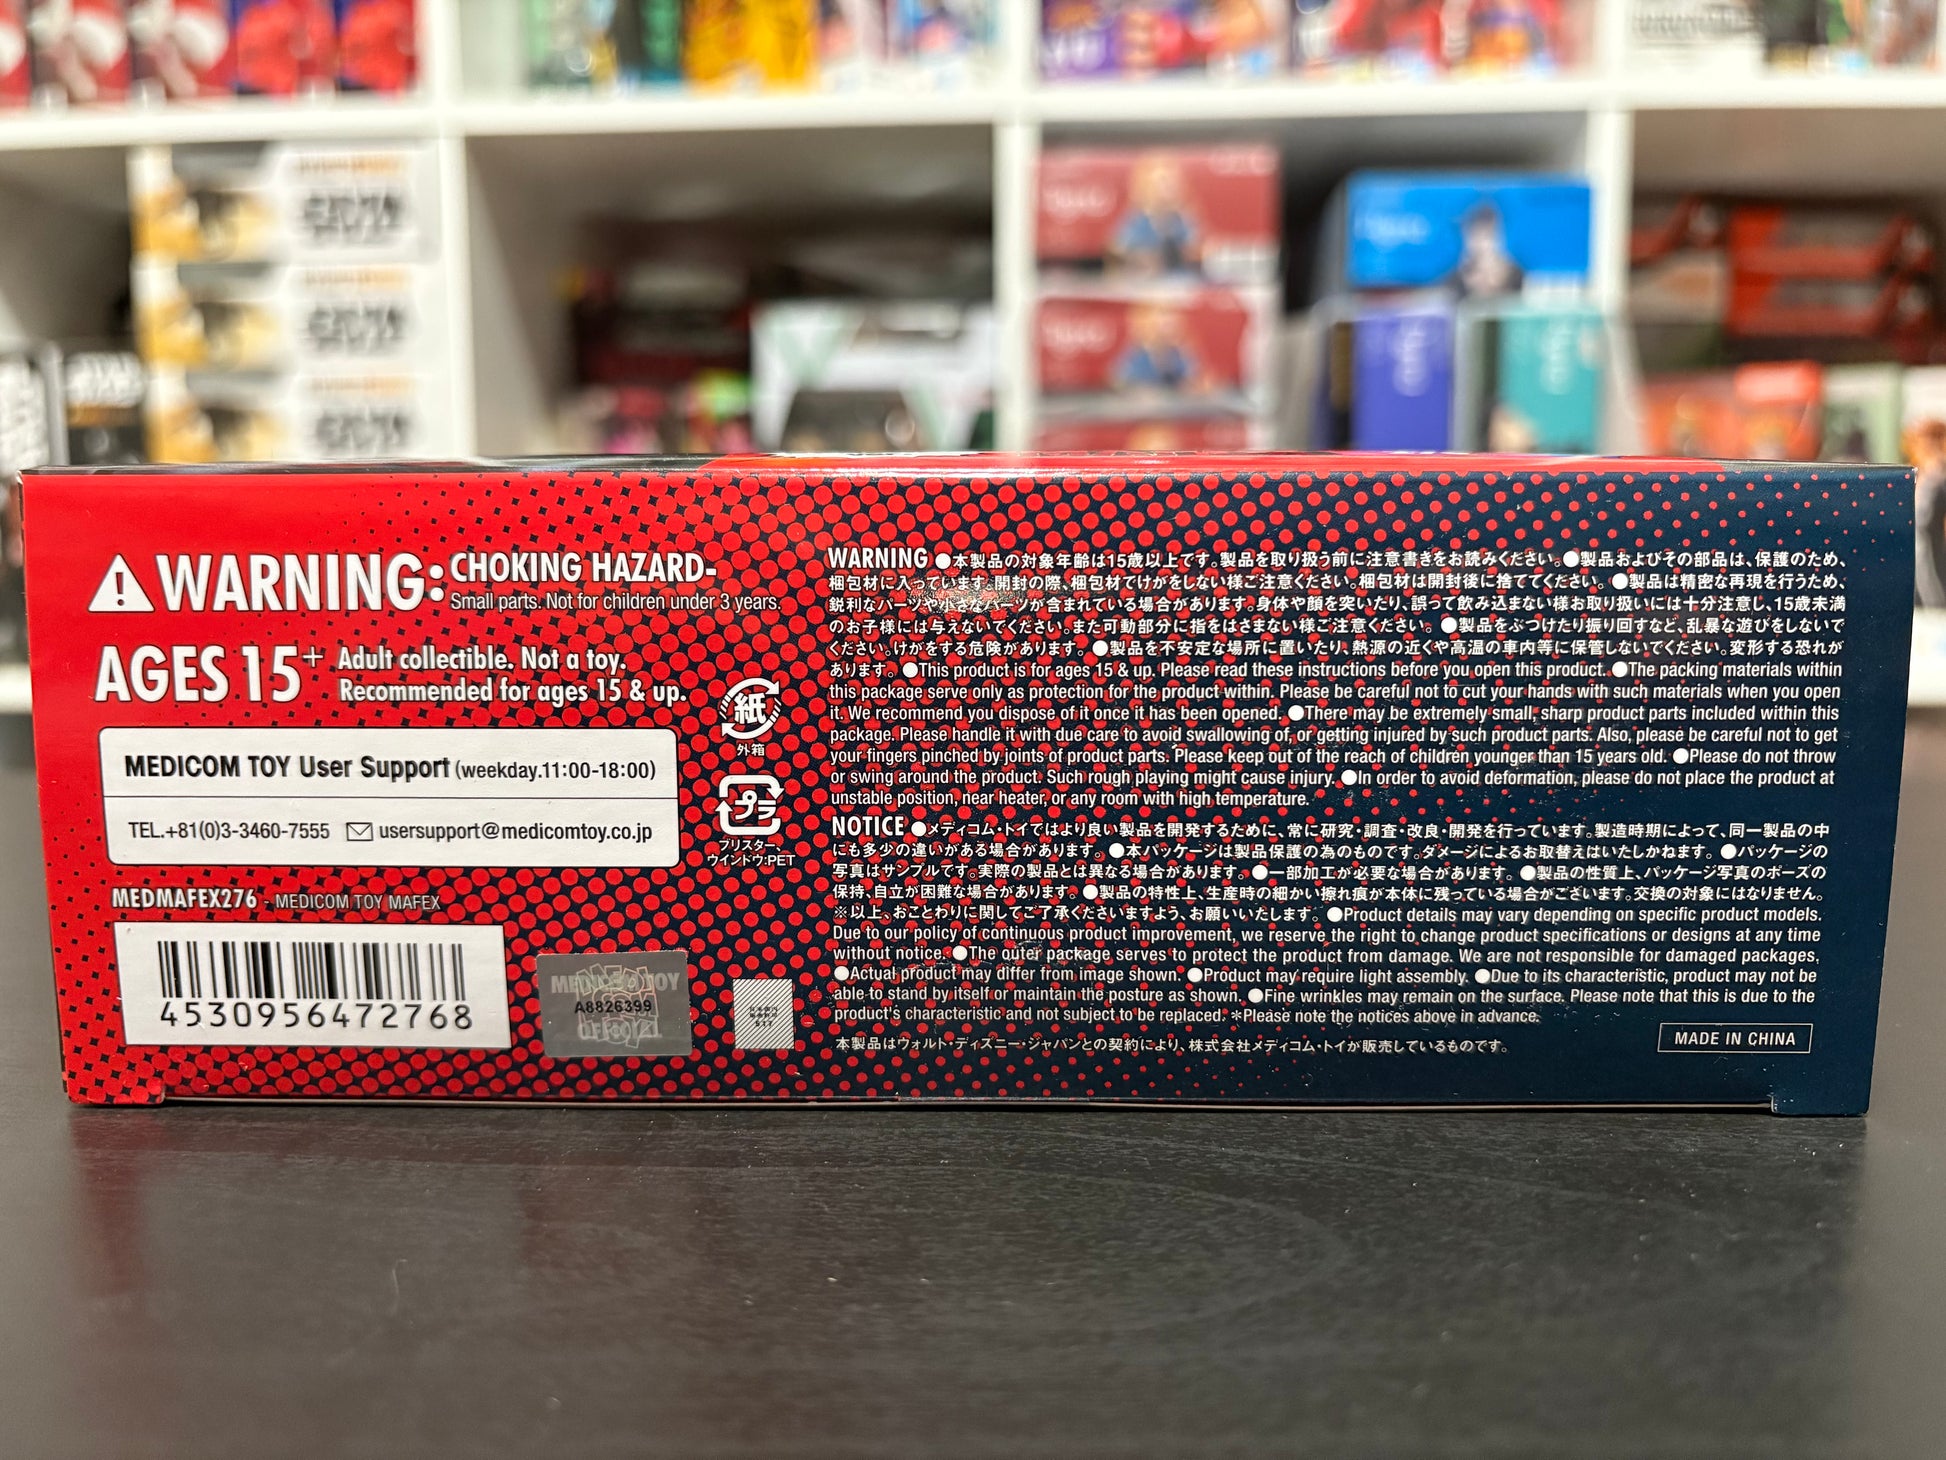 WARNING: CHOKING HAZARD-
Small parts. Not for children under 3 years.
AGES 15+ Adult collectible. Not a toy.
Recommended for ages 15 & up.
MEDICOM TOY User Support (weekday.11:00-18:00)
TEL.+81(0)3-3460-7555 usersupport@medicomtoy.co.jp
MEDMAFEX276 - MEDICOM TOY MAFEX
4530956472768
MEDICOM TOY
A8826399
紙
外箱
プラ
ブリスター、
ウインドウ:PET
WARNING ●本製品の対象年齢は15歳以上です。製品を取り扱う前に注意書きをお読みください。●製品およびその部品は、保護のため、
梱包材に入っています。開封の際、梱包材でけがをしない様ご注意ください。梱包材は開封後に捨ててください。 ●製品は精密な再現を行うため、
鋭利なパーツや小さなパーツが含まれている場合があります。身体や顔を突いたり、誤って飲み込まない様お取り扱いには十分注意し、15歳未満
のお子様には与えないでください。また可動部分に指をはさまない様ご注意ください。 ●製品をぶつけたり振り回すなど、乱暴な遊びをしないで
ください。けがをする危険があります。 ●製品を不安定な場所に置いたり、熱源の近くや高温の車内等に保管しないでください。変形する恐れが
あります。 ●This product is for ages 15 & up. Please read these instructions before you open this product. ●The packing materials within
this package serve only as protection for the product within. Please be careful not to cut your hands with such materials when you open
it. We recommend you dispose of it once it has been opened. ●There may be extremely small, sharp product parts included within this
package. Please handle it with due care to avoid swallowing of, or getting injured by such product parts. Also, please be careful not to get
your fingers pinched by joints of product parts. Please keep out of the reach of children younger than 15 years old. ●Please do not throw
or swing around the product. Such rough playing might cause injury. ●In order to avoid deformation, please do not place the product at
unstable position, near heater, or any room with high temperature.
NOTICE ●メディコム・トイではより良い製品を開発するために、常に研究・調査・改良・開発を行っています。製造時期によって、同一製品の中
にも多少の違いがある場合があります。 ●本パッケージは製品保護の為のものです。ダメージによるお取替えはいたしかねます。 ●パッケージの
写真はサンプルです。実際の製品とは異なる場合があります。 ●一部加工が必要な場合があります。 ●製品の性質上、パッケージ写真のポーズの
保持、自立が困難な場合があります。 ●製品の特性上、生産時の細かい擦れ痕が本体に残っている場合がございます。交換の対象にはなりません。
※以上、おことわりに関してご了承くださいますよう、お願いいたします。 ●Product details may vary depending on specific product models.
Due to our policy of continuous product improvement, we reserve the right to change product specifications or designs at any time
without notice. ●The outer package serves to protect the product from damage. We are not responsible for damaged packages.
●Actual product may differ from image shown. ●Product may require light assembly. ●Due to its characteristic, product may not be
able to stand by itself or maintain the posture as shown. ●Fine wrinkles may remain on the surface. Please note that this is due to the
product's characteristic and not subject to be replaced. *Please note the notices above in advance.
本製品はウォルト・ディズニー・ジャパンとの契約により、株式会社メディコム・トイが販売しているものです。
MADE IN CHINA